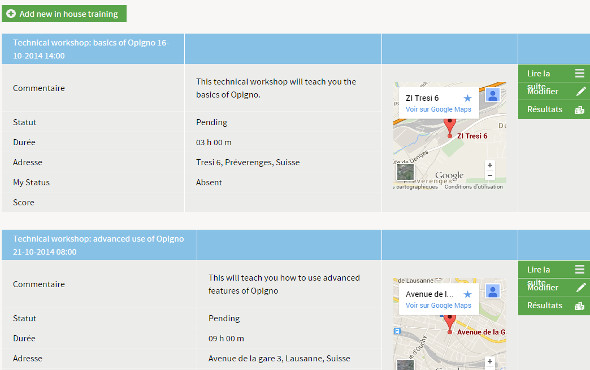 Add new in house training
Technical workshop: basics of Opigno 16
10-2014 14:00
Commentaire
This technical workshop will teach you the
basics of Opigno.
Statut
Pending
Durée
03 h 00 m
Adresse
Tresi 6, Préverenges, Suisse
My Status
Absent
Score
ZI Tresi 6
Voir sur Google Maps
ZI Tresi 6
Google
s cartographiques
Conditions d'utilisation
+
−
Lire la
suite
Modifier
Résultats
Technical workshop: advanced use of Opigno
21-10-2014 08:00
Commentaire
This will teach you how to use advanced
features of Opigno
Statut
Pending
Durée
09 h 00 m
Adresse
Avenue de la gare 3, Lausanne, Suisse
de Lausanne
Avenue de l...
Voir sur Google Maps
Avenue de la G
+
Lire la
suite
Modifier
Résultats